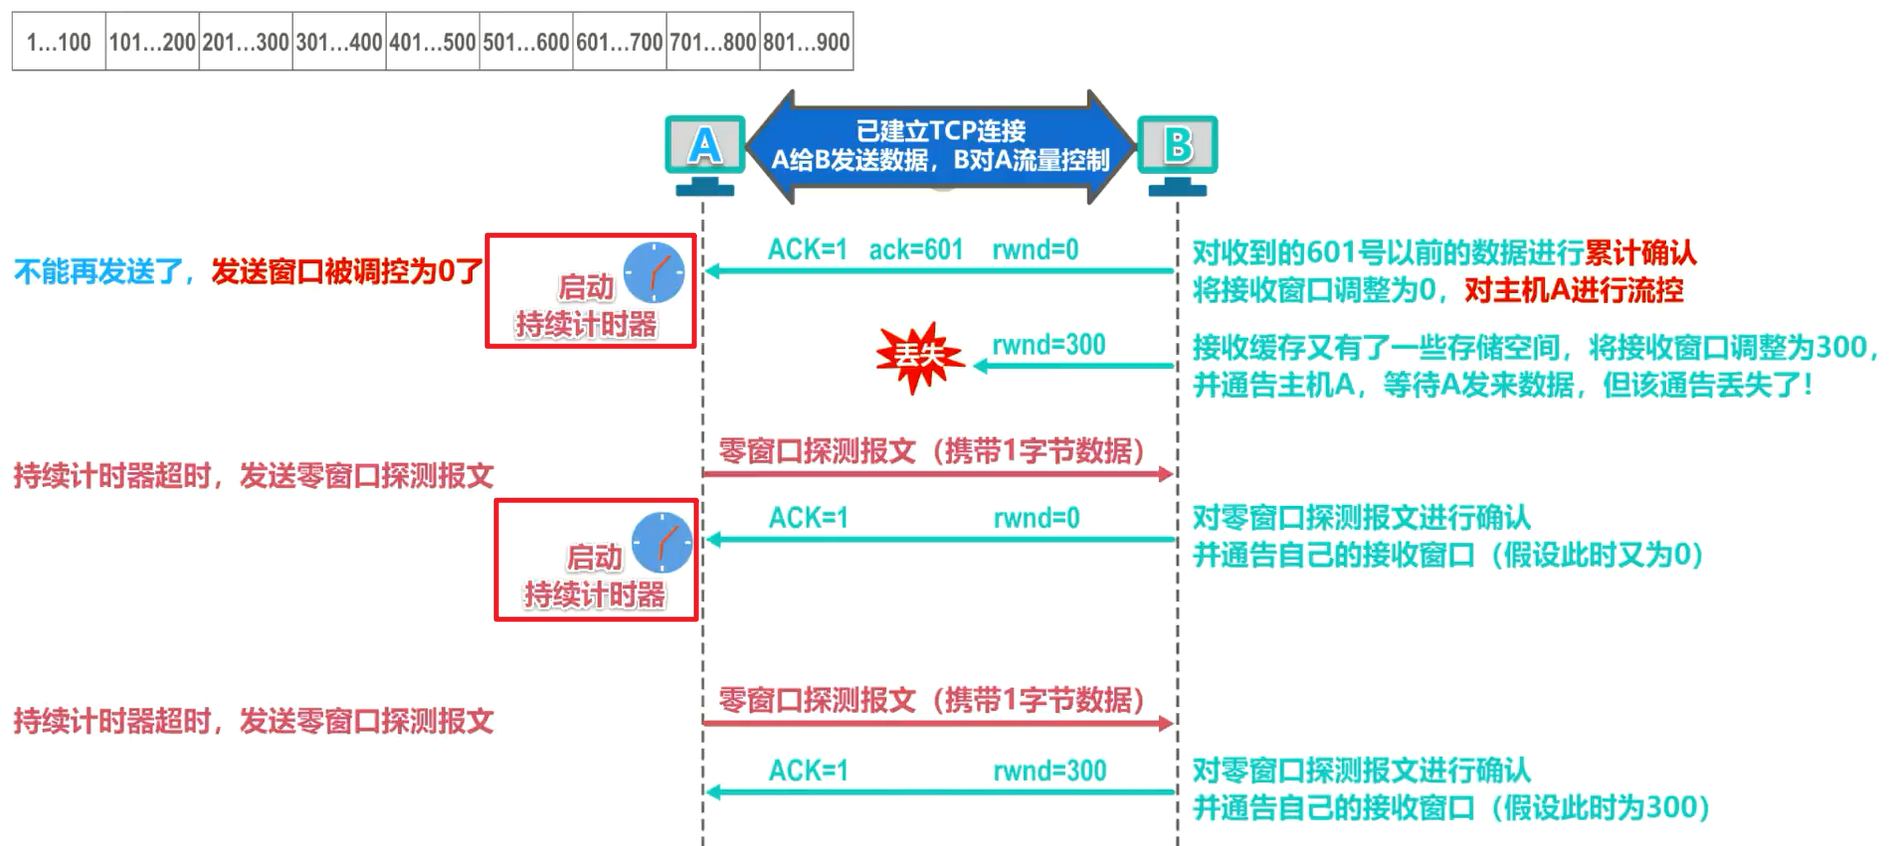 1...100 101...200 201...300 301...400 401...500 501...600 601...700 701...800 801...900
已建立TCP连接
A B
A给B发送数据，B对A流量控制
不能再发送了，发送窗口被调控为0了
启动
持续计时器
ACK=1 ack=601 rwnd=0
对收到的601号以前的数据进行累计确认
将接收窗口调整为0，对主机A进行流控
丢失
rwnd=300
接收缓存又有了一些存储空间，将接收窗口调整为300，
并通告主机A，等待A发来数据，但该通告丢失了！
持续计时器超时，发送零窗口探测报文
零窗口探测报文（携带1字节数据）
启动
持续计时器
ACK=1 rwnd=0
对零窗口探测报文进行确认
并通告自己的接收窗口（假设此时又为0）
持续计时器超时，发送零窗口探测报文
零窗口探测报文（携带1字节数据）
ACK=1 rwnd=300
对零窗口探测报文进行确认
并通告自己的接收窗口（假设此时为300）